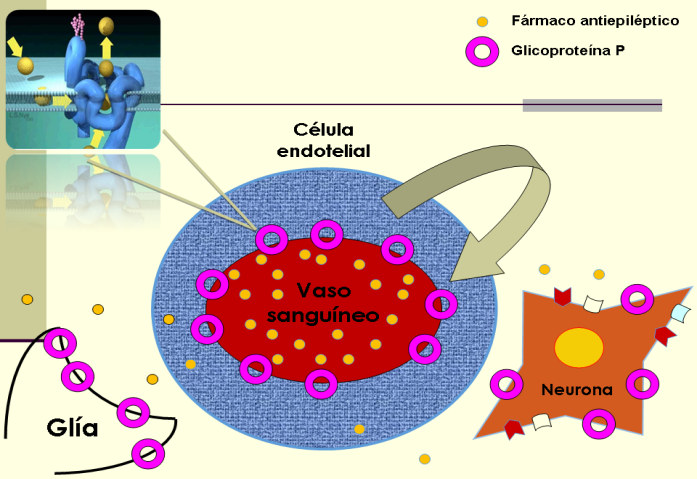 Fármaco antiepiléptico
Glicoproteína P
Célula
endotelial
Vaso
sanguíneo
Neurona
Glía